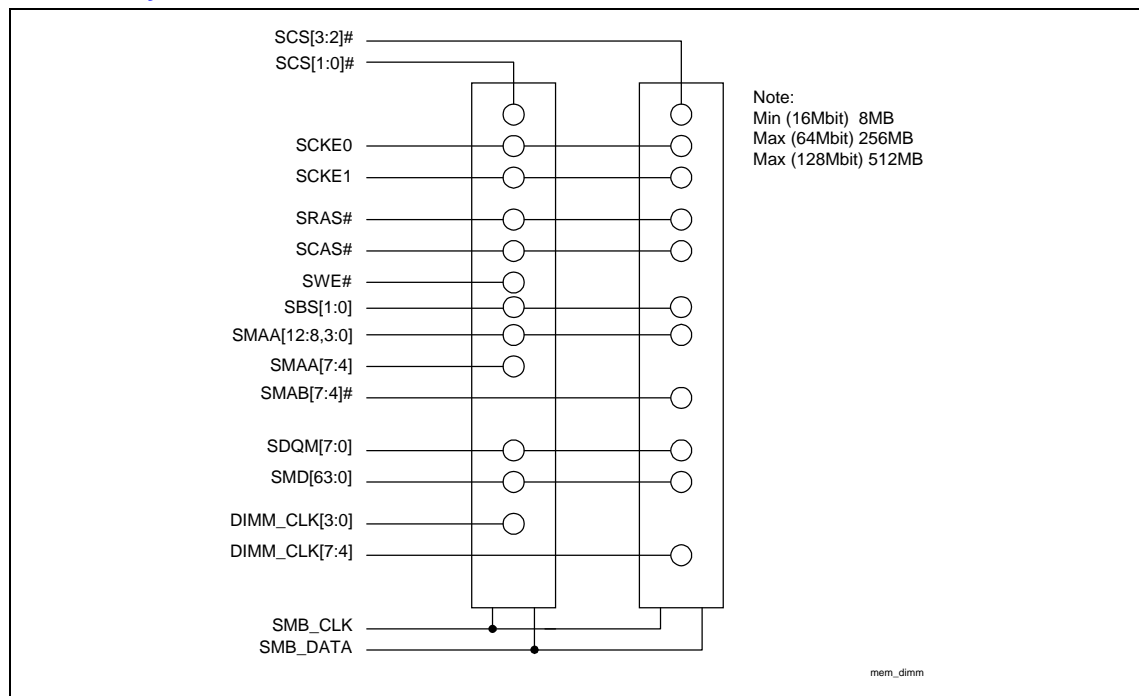 SCS[3:2]#
SCS[1:0]#
Note:
Min (16Mbit)  8MB
Max (64Mbit) 256MB
Max (128Mbit) 512MB
SCKE0
SCKE1
SRAS#
SCAS#
SWE#
SBS[1:0]
SMAA[12:8,3:0]
SMAA[7:4]
SMAB[7:4]#
SDQM[7:0]
SMD[63:0]
DIMM_CLK[3:0]
DIMM_CLK[7:4]
SMB_CLK
SMB_DATA
mem_dimm